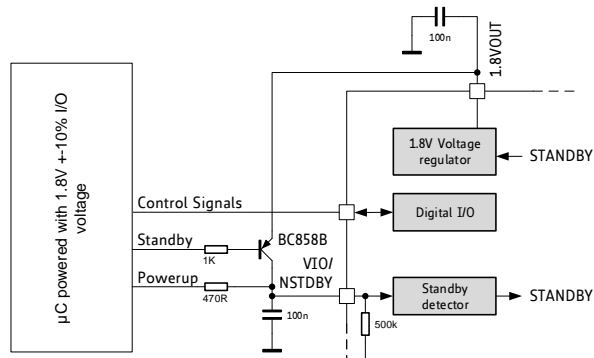 100n
1.8VOUT
µC powered with 1.8V +-10% I/O
voltage
1.8V Voltage
regulator
STANDBY
Control Signals
Digital I/O
Standby
1K
BC858B
VIO/
NSTDBY
Powerup
470R
Standby
detector
STANDBY
100n
500k